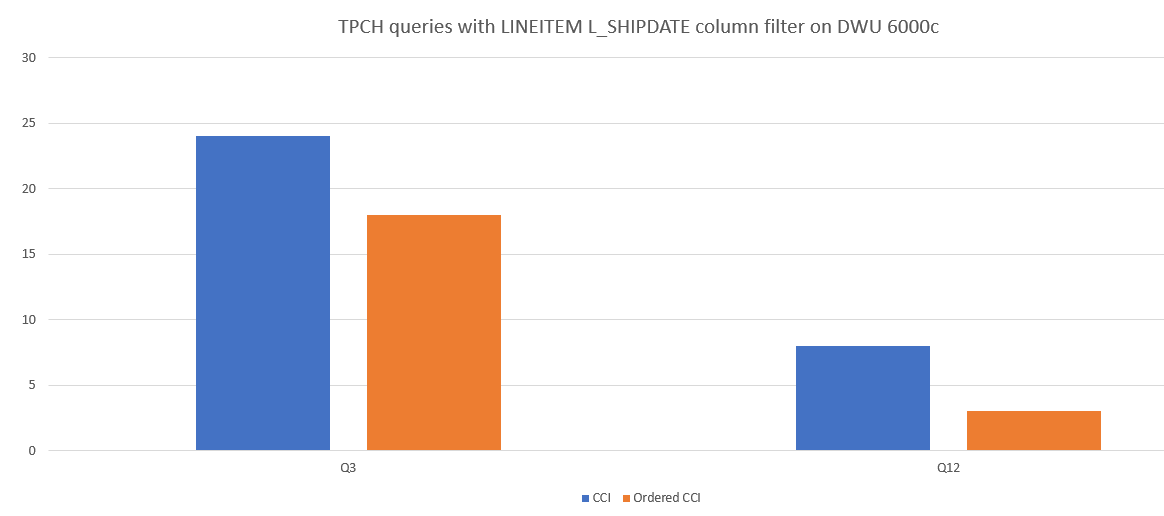 TPCH queries with LINEITEM L_SHIPDATE column filter on DWU 6000c
30
25
20
15
10
5
0
Q3 Q12
CCI Ordered CCI